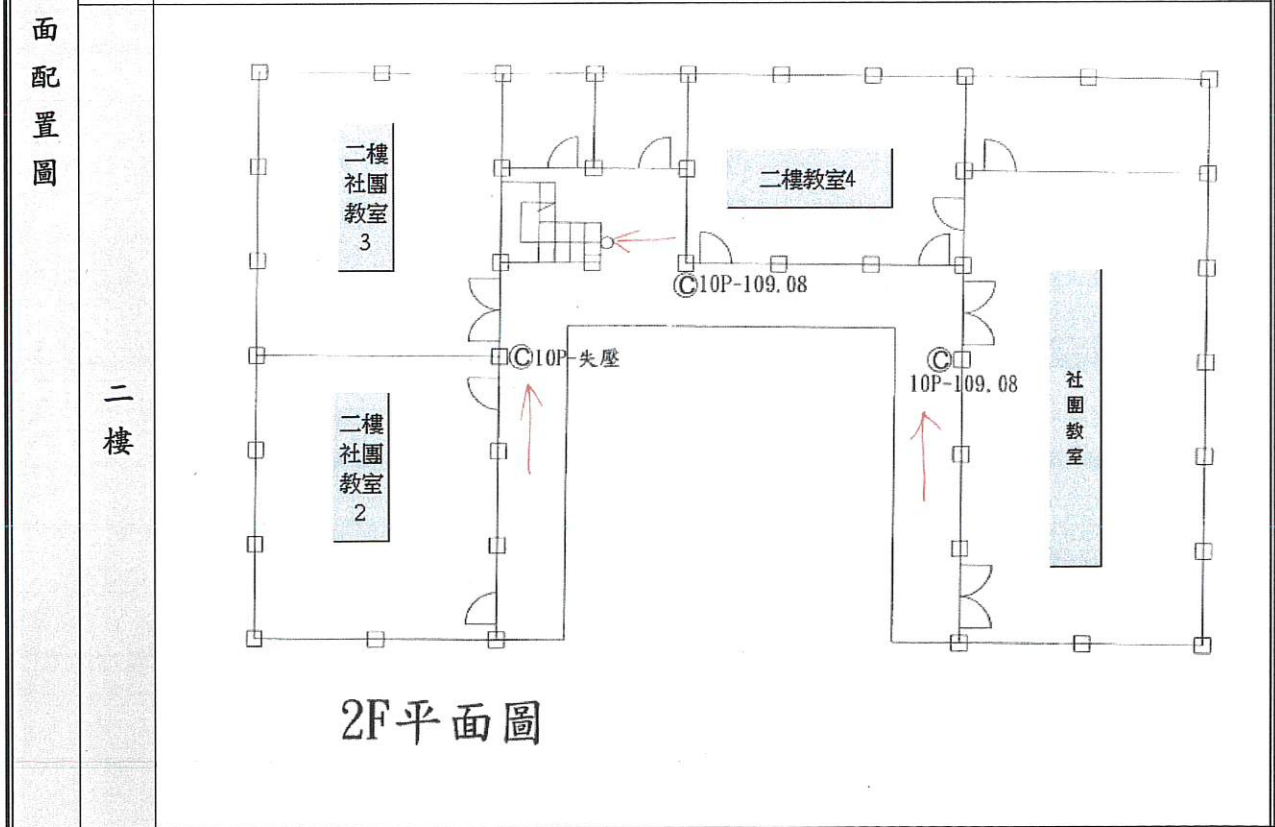 面
配
置
圖
二
樓
二樓
社團
教室
3
二樓教室4
Ⓒ10P-109.08
Ⓒ10P-失壓
Ⓒ
10P-109.08
二樓
社團
教室
2
社
團
教
室
2F平面圖